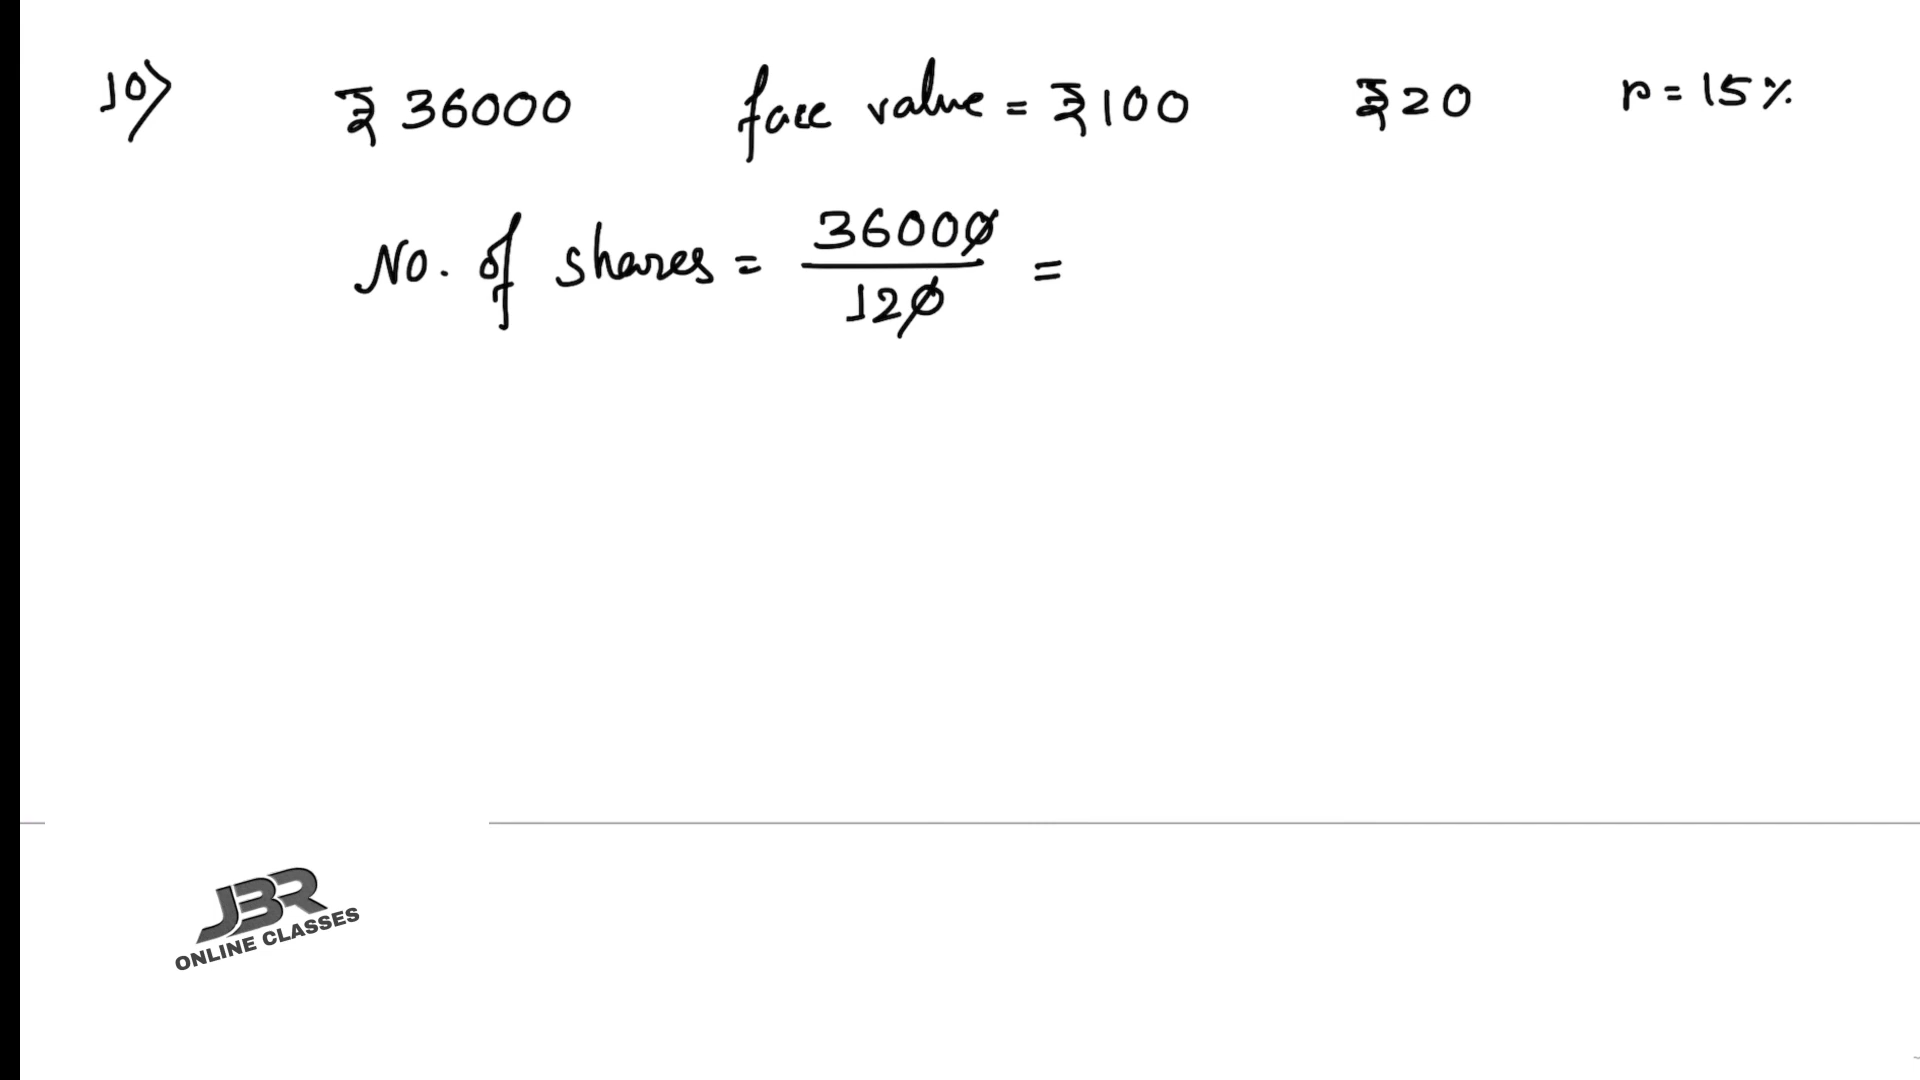 10) ₹ 36000 face value = ₹ 100 ₹ 20 r = 15 %
No. of shares = 36000 / 120 =
JBR
ONLINE CLASSES